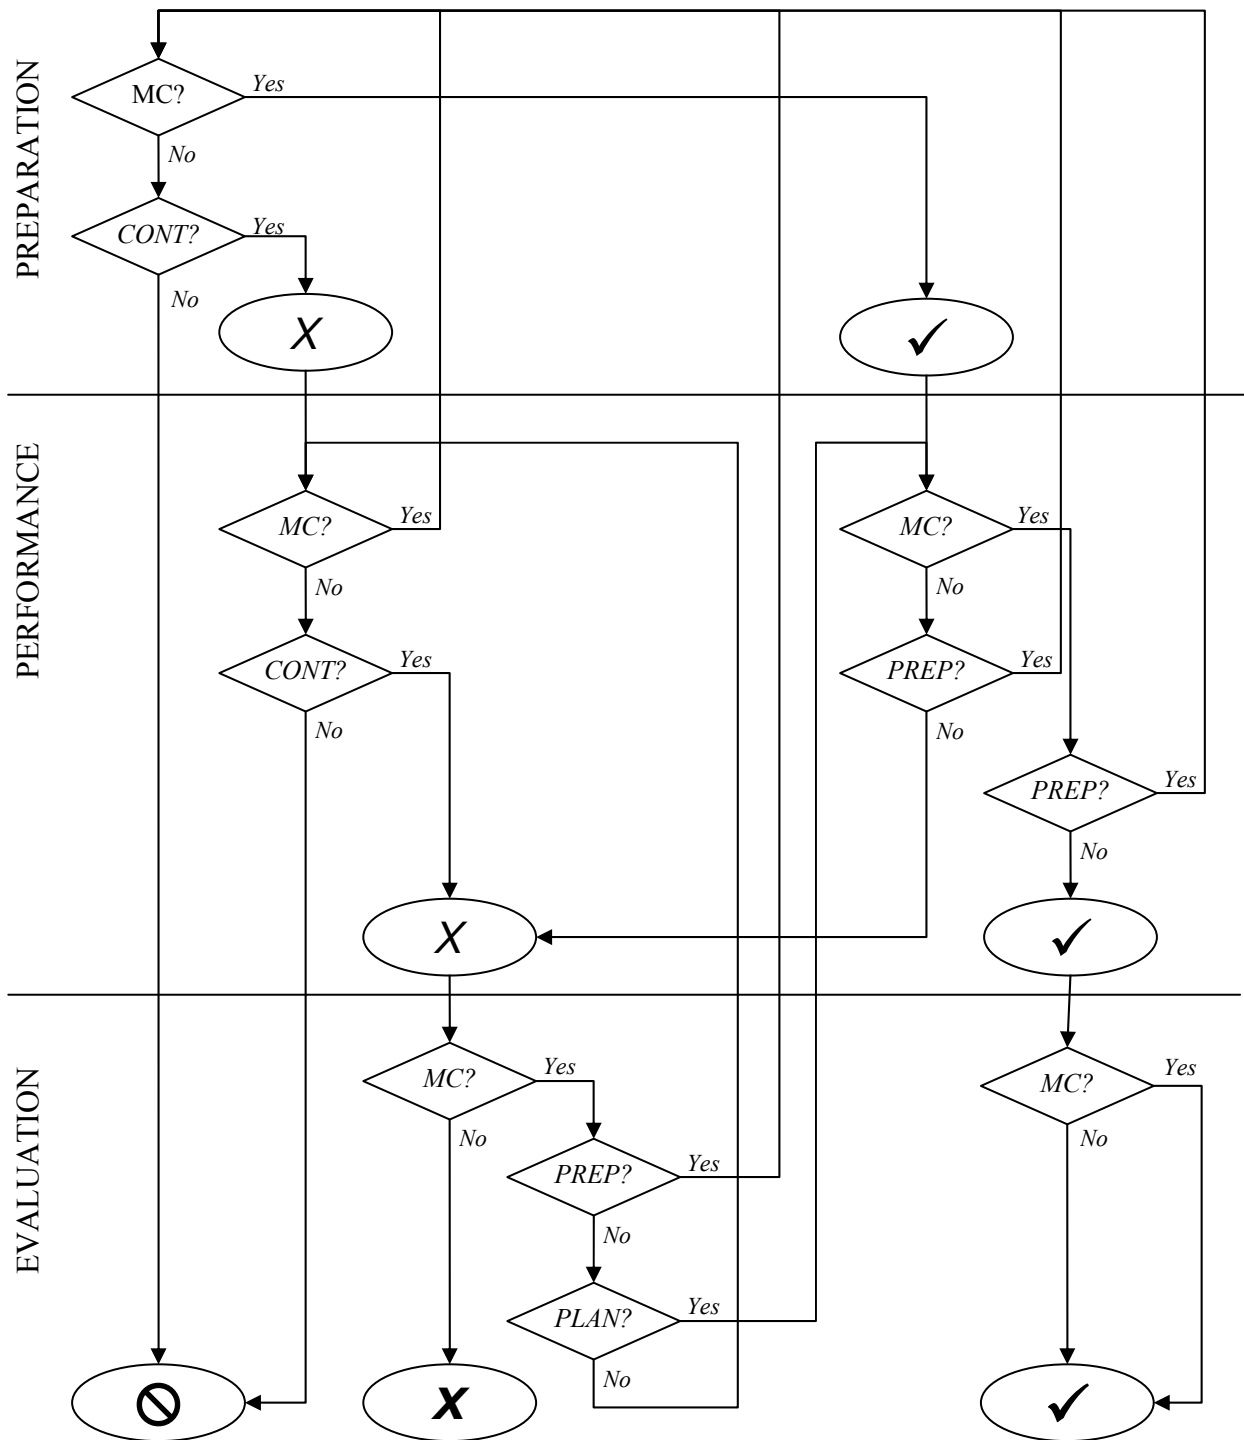 PREPARATION
MC?
Yes
No
CONT?
Yes
No
X
✓
PERFORMANCE
MC?
Yes
No
CONT?
Yes
No
MC?
Yes
No
PREP?
Yes
No
PREP?
Yes
No
X
✓
EVALUATION
MC?
Yes
No
PREP?
Yes
No
PLAN?
Yes
No
MC?
Yes
No
X
✓